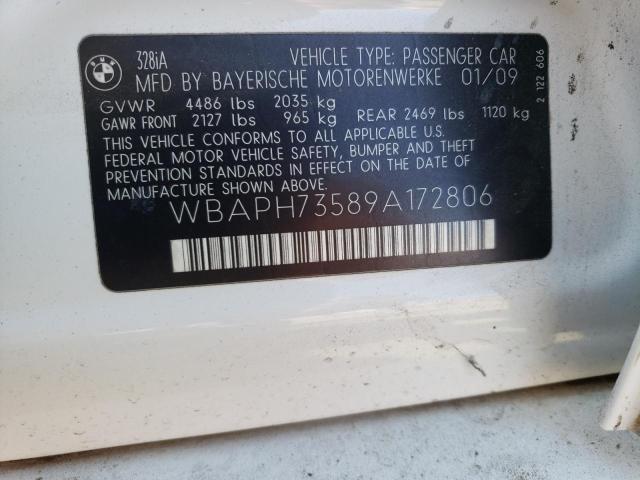 BMW
328iA VEHICLE TYPE: PASSENGER CAR
MFD BY BAYERISCHE MOTORENWERKE 01/09
GVWR 4486 lbs 2035 kg
GAWR FRONT 2127 lbs 965 kg REAR 2469 lbs 1120 kg
THIS VEHICLE CONFORMS TO ALL APPLICABLE U.S.
FEDERAL MOTOR VEHICLE SAFETY, BUMPER AND THEFT
PREVENTION STANDARDS IN EFFECT ON THE DATE OF
MANUFACTURE SHOWN ABOVE.
WBAPH73589A172806
2 122 606